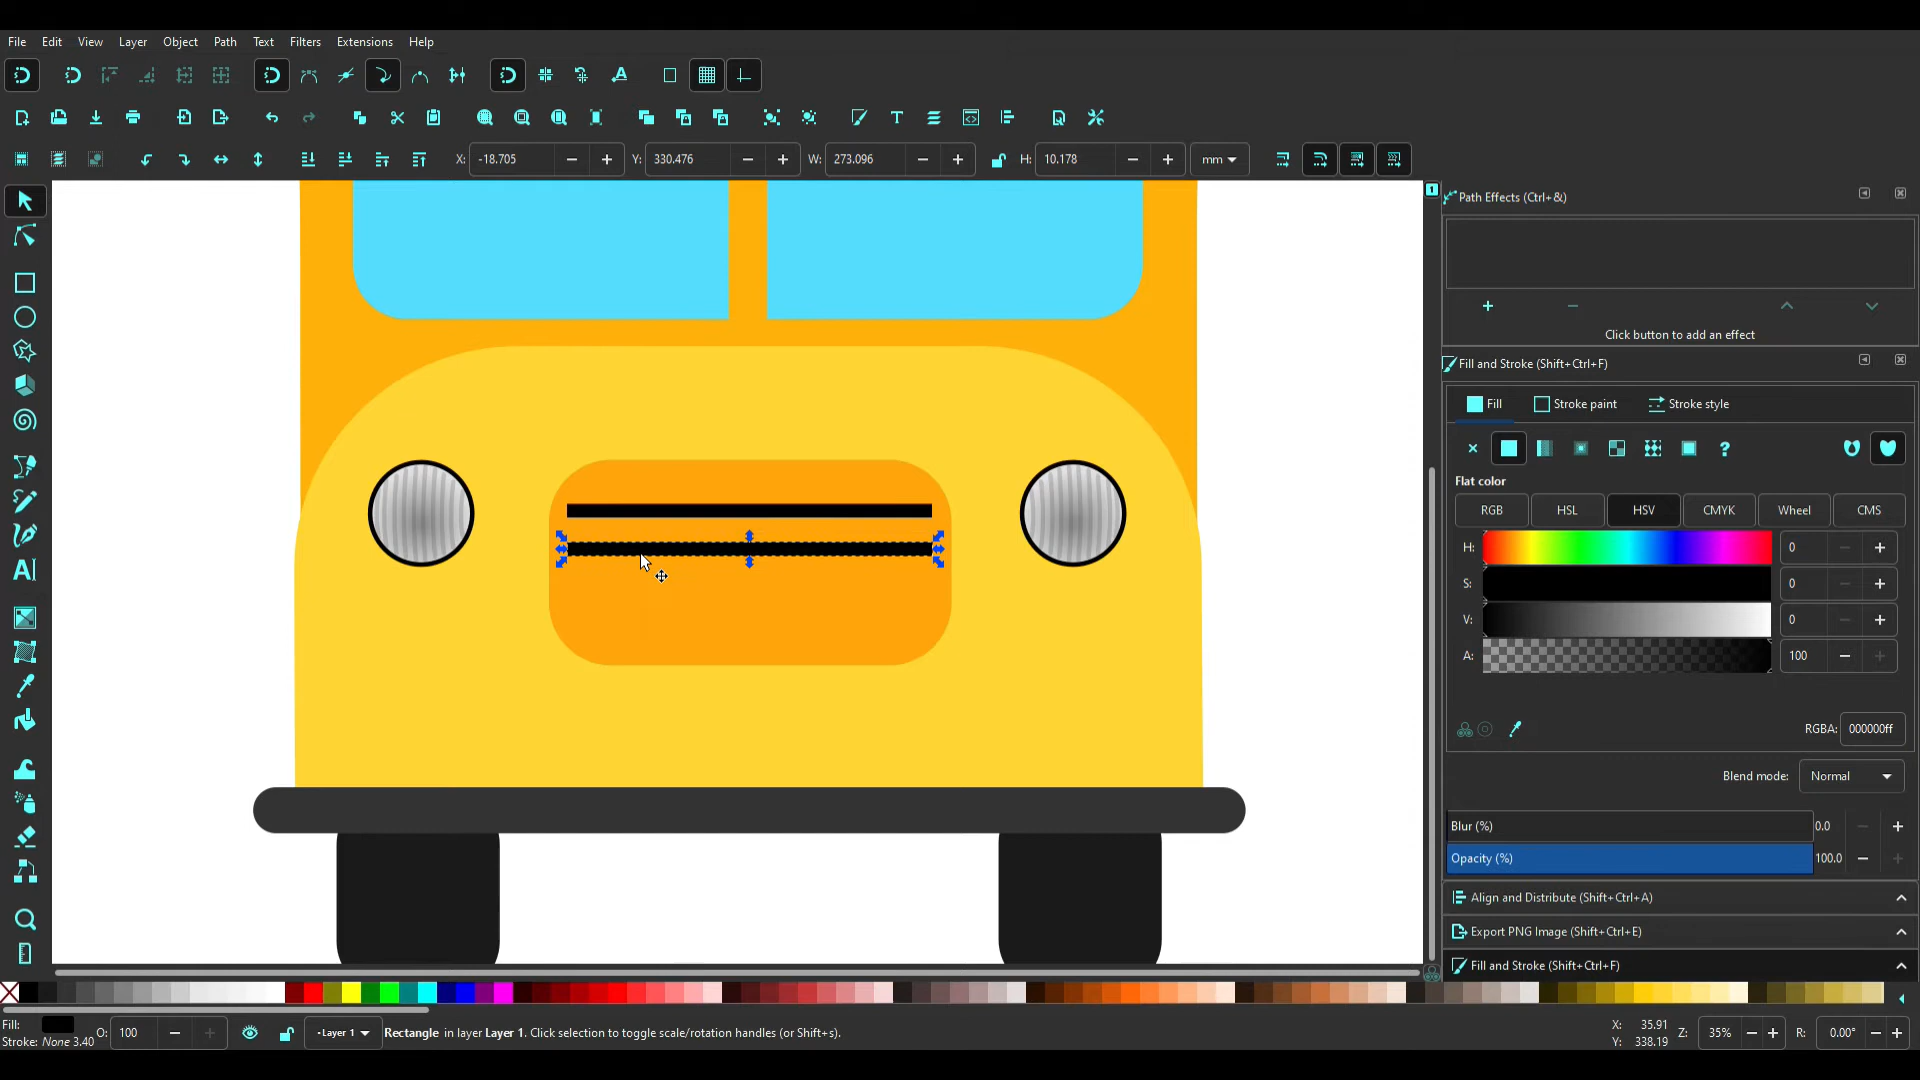 File Edit View Layer Object Path Text Filters Extensions Help
X: -18.705 Y: 330.476 W: 273.096 H: 10.178 mm
Path Effects (Ctrl+&)
Click button to add an effect
Fill and Stroke (Shift+Ctrl+F)
Fill Stroke paint Stroke style
Flat color
RGB HSL HSV CMYK Wheel CMS
H: 0
S: 0
V: 0
A: 100
RGBA: 000000ff
Blend mode: Normal
Blur (%) 0.0
Opacity (%) 100.0
Align and Distribute (Shift+Ctrl+A)
Export PNG Image (Shift+Ctrl+E)
Fill and Stroke (Shift+Ctrl+F)
Fill:
Stroke: None 3.40
O: 100
Layer 1
Rectangle in layer Layer 1. Click selection to toggle scale/rotation handles (or Shift+s).
X: 35.91
Y: 338.19
Z: 35%
R: 0.00°